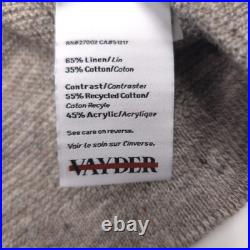 RN#27002 CA#51217
65% Linen/Lin
35% Cotton/Coton
Contrast/Contraster
55% Recycled Cotton/
Coton Recyle
45% Acrylic/Acrylique
See care on reverse.
Voir le soin sur l'inverse.
VAYDER